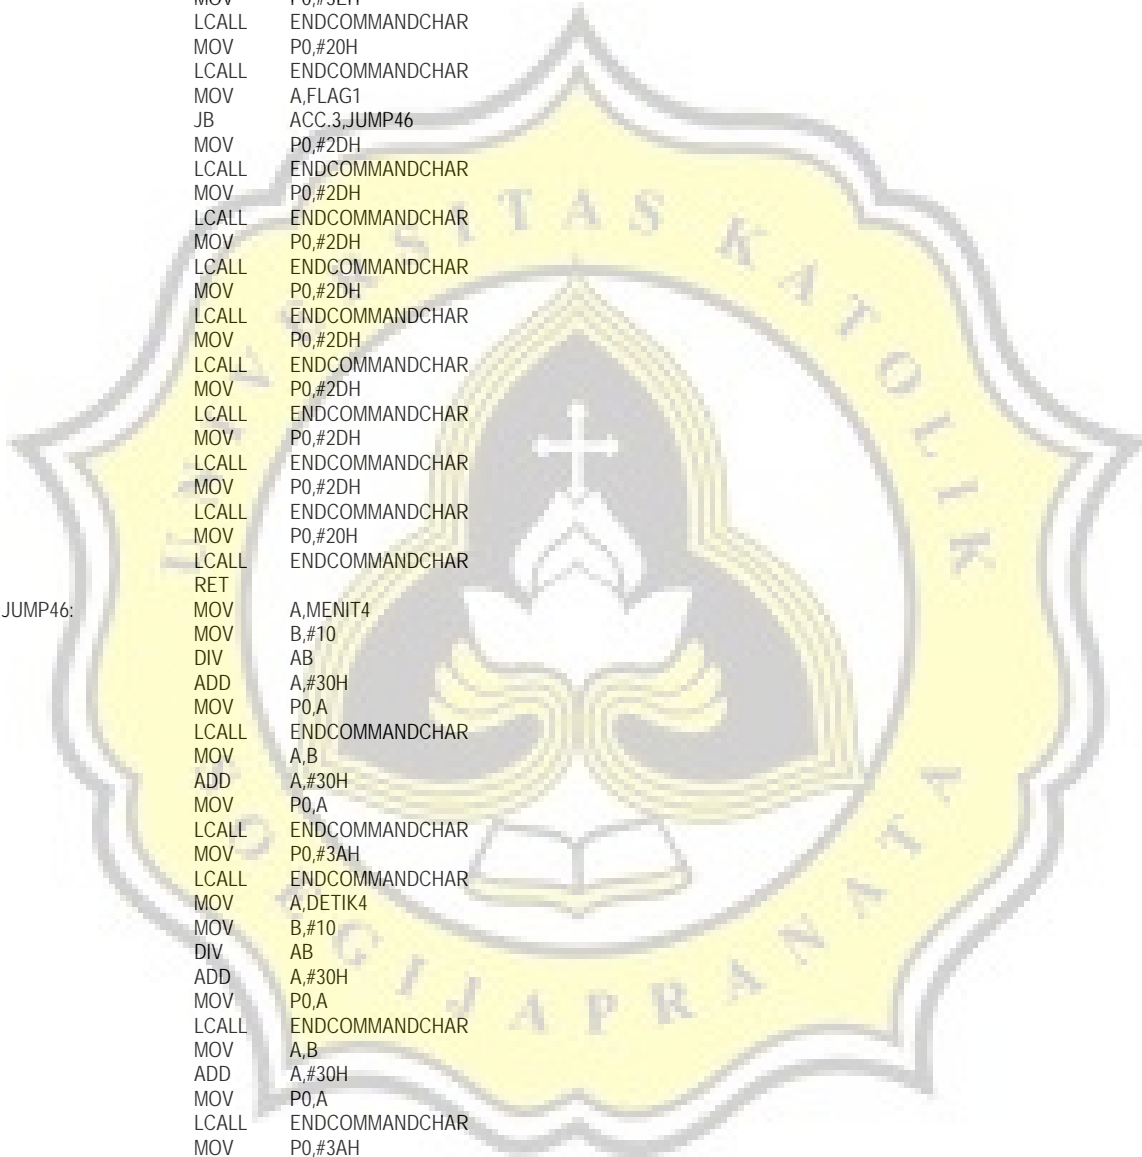 LCALL ENDCOMMANDCHAR
MOV P0,#20H
LCALL ENDCOMMANDCHAR
MOV A,FLAG1
JB ACC.3,JUMP46
MOV P0,#2DH
LCALL ENDCOMMANDCHAR
MOV P0,#2DH
LCALL ENDCOMMANDCHAR
MOV P0,#2DH
LCALL ENDCOMMANDCHAR
MOV P0,#2DH
LCALL ENDCOMMANDCHAR
MOV P0,#2DH
LCALL ENDCOMMANDCHAR
MOV P0,#2DH
LCALL ENDCOMMANDCHAR
MOV P0,#2DH
LCALL ENDCOMMANDCHAR
MOV P0,#2DH
LCALL ENDCOMMANDCHAR
MOV P0,#20H
LCALL ENDCOMMANDCHAR
RET
JUMP46: MOV A,MENIT4
MOV B,#10
DIV AB
ADD A,#30H
MOV P0,A
LCALL ENDCOMMANDCHAR
MOV A,B
ADD A,#30H
MOV P0,A
LCALL ENDCOMMANDCHAR
MOV P0,#3AH
LCALL ENDCOMMANDCHAR
MOV A,DETIK4
MOV B,#10
DIV AB
ADD A,#30H
MOV P0,A
LCALL ENDCOMMANDCHAR
MOV A,B
ADD A,#30H
MOV P0,A
LCALL ENDCOMMANDCHAR
MOV P0,#3AH
UNIVERSITAS KATOLIK
SOEGIJAPRANATA